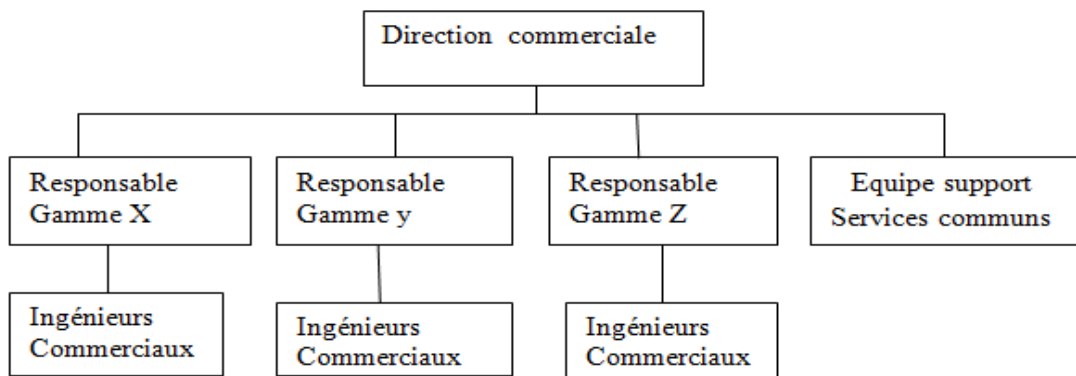 Direction commerciale
Responsable
Gamme X
Responsable
Gamme y
Responsable
Gamme Z
Equipe support
Services communs
Ingénieurs
Commerciaux
Ingénieurs
Commerciaux
Ingénieurs
Commerciaux